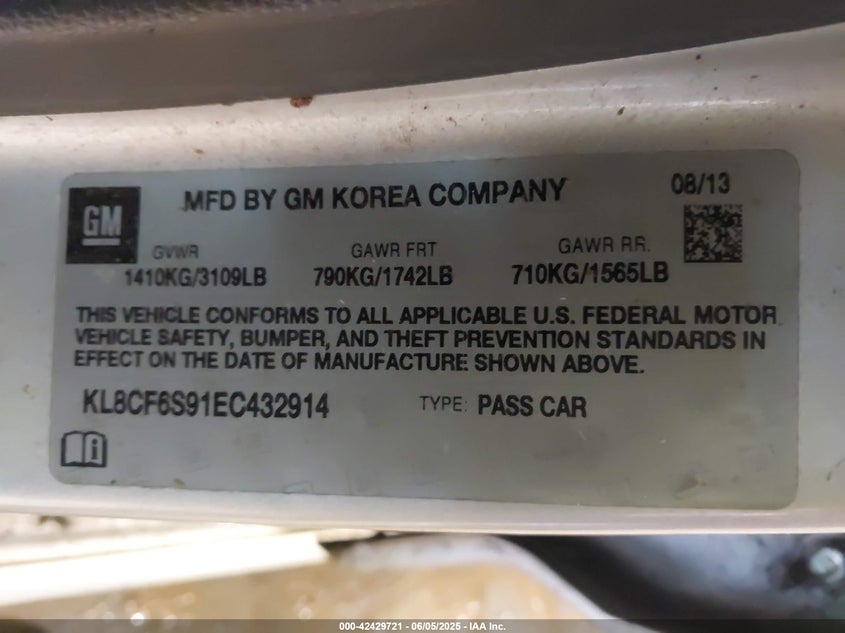 GM
MFD BY GM KOREA COMPANY
08/13
GVWR
GAWR FRT
GAWR RR.
1410KG/3109LB
790KG/1742LB
710KG/1565LB
THIS VEHICLE CONFORMS TO ALL APPLICABLE U.S. FEDERAL MOTOR
VEHICLE SAFETY, BUMPER, AND THEFT PREVENTION STANDARDS IN
EFFECT ON THE DATE OF MANUFACTURE SHOWN ABOVE.
KL8CF6S91EC432914
TYPE: PASS CAR
000-42429721 - 06/05/2025 - IAA Inc.